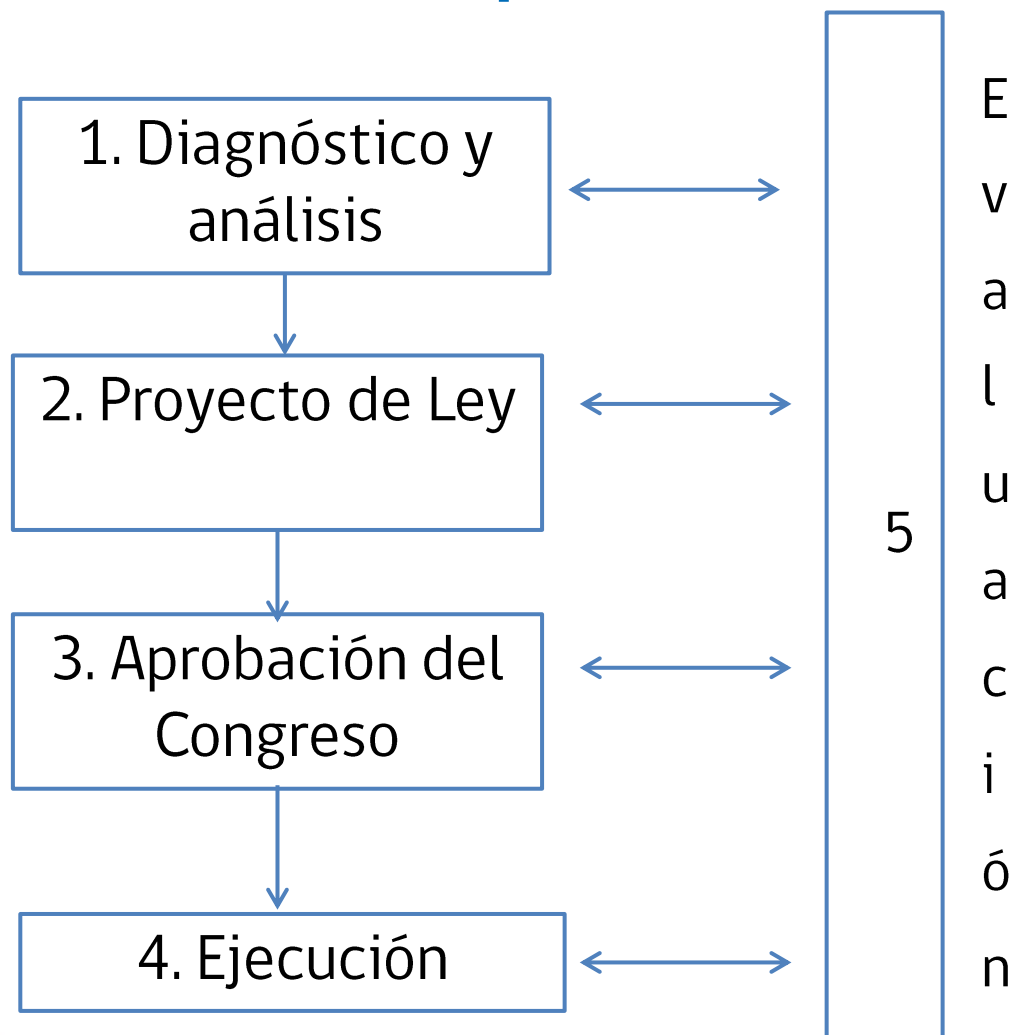 1. Diagnóstico y
análisis
2. Proyecto de Ley
3. Aprobación del
Congreso
4. Ejecución
5
E
v
a
l
u
a
c
i
ó
n